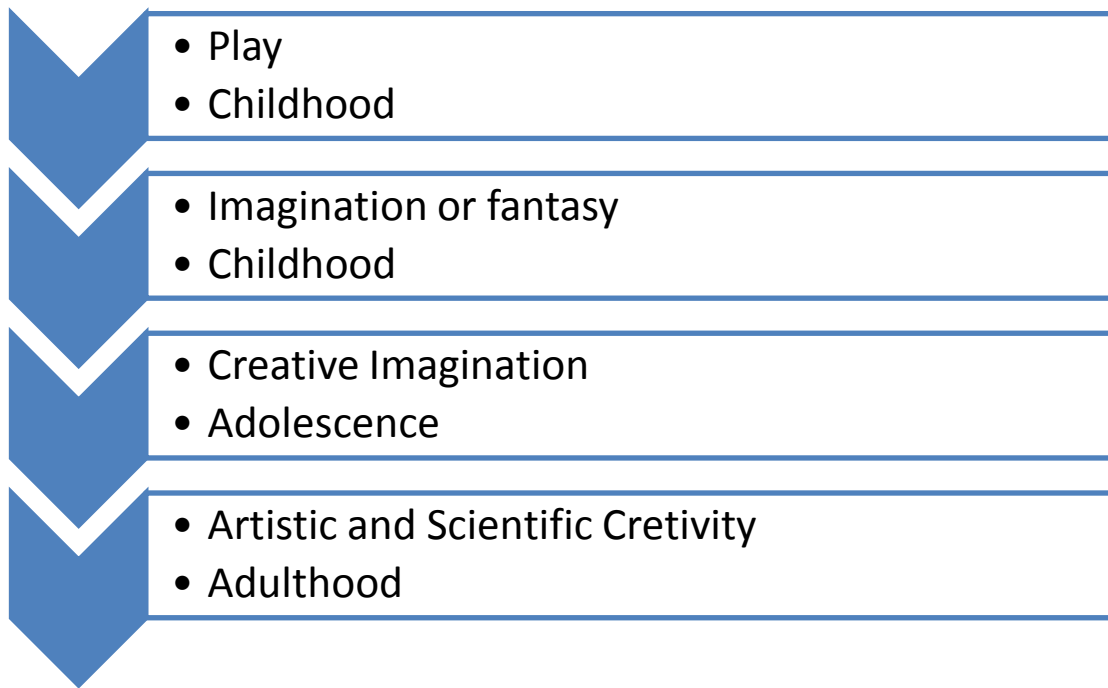 • Play
• Childhood
• Imagination or fantasy
• Childhood
• Creative Imagination
• Adolescence
• Artistic and Scientific Cretivity
• Adulthood